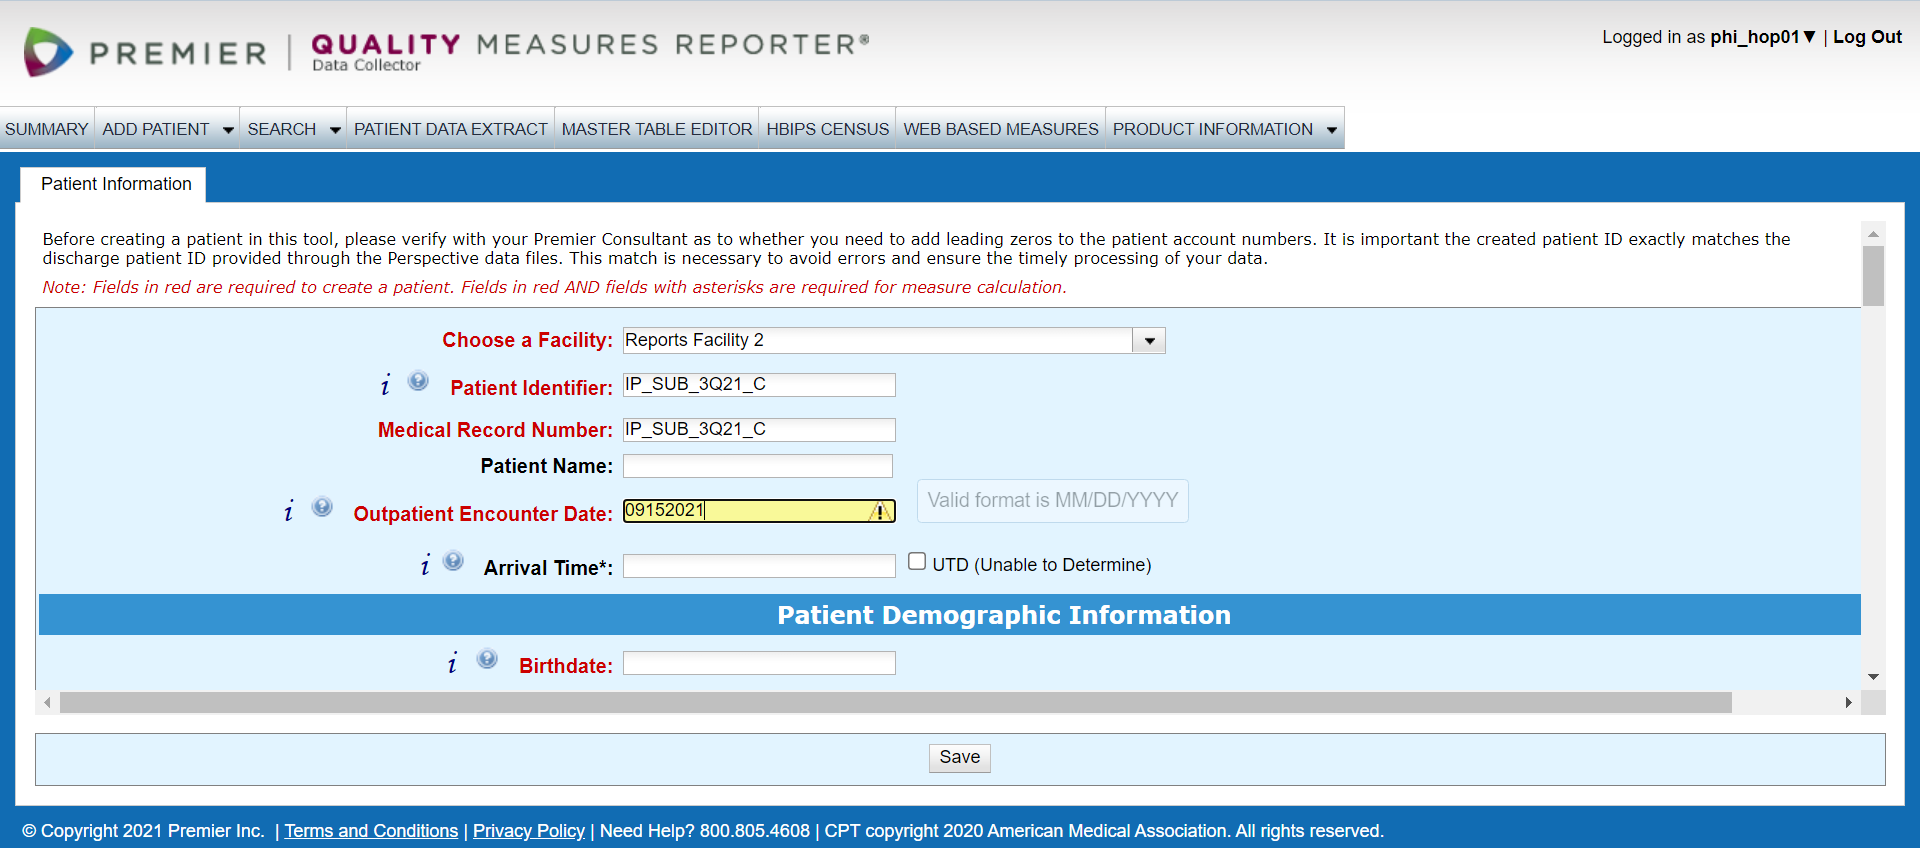 PREMIER | QUALITY MEASURES REPORTER®
Data Collector
Logged in as phi_hop01▼ | Log Out
SUMMARY ADD PATIENT SEARCH PATIENT DATA EXTRACT MASTER TABLE EDITOR HBIPS CENSUS WEB BASED MEASURES PRODUCT INFORMATION
Patient Information
Before creating a patient in this tool, please verify with your Premier Consultant as to whether you need to add leading zeros to the patient account numbers. It is important the created patient ID exactly matches the
discharge patient ID provided through the Perspective data files. This match is necessary to avoid errors and ensure the timely processing of your data.
Note: Fields in red are required to create a patient. Fields in red AND fields with asterisks are required for measure calculation.
Choose a Facility: Reports Facility 2
i ? Patient Identifier: IP_SUB_3Q21_C
Medical Record Number: IP_SUB_3Q21_C
Patient Name:
i ? Outpatient Encounter Date: 09152021 Valid format is MM/DD/YYYY
i ? Arrival Time*: UTD (Unable to Determine)
Patient Demographic Information
i ? Birthdate:
Save
© Copyright 2021 Premier Inc. | Terms and Conditions | Privacy Policy | Need Help? 800.805.4608 | CPT copyright 2020 American Medical Association. All rights reserved.